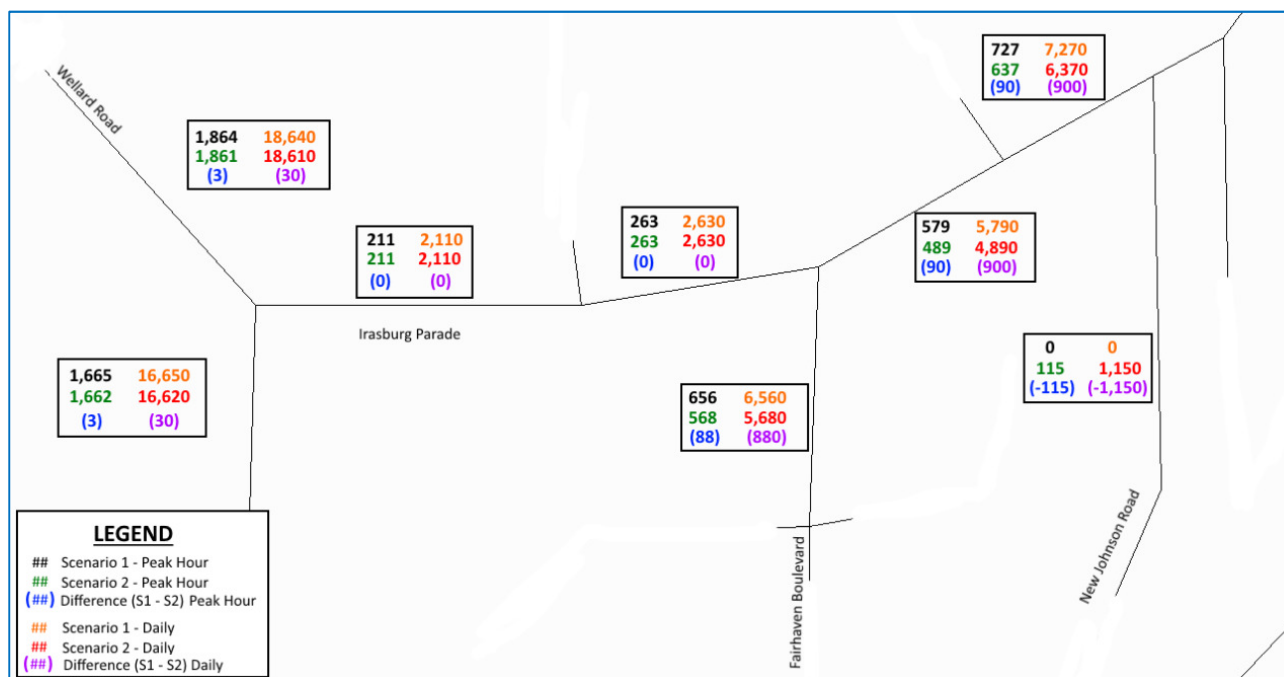 727 7,270
637 6,370
(90) (900)
Wellard Road
1,864 18,640
1,861 18,610
(3) (30)
211 2,110
211 2,110
(0) (0)
263 2,630
263 2,630
(0) (0)
579 5,790
489 4,890
(90) (900)
Irasburg Parade
0 0
115 1,150
(-115) (-1,150)
1,665 16,650
1,662 16,620
(3) (30)
656 6,560
568 5,680
(88) (880)
New Johnson Road
Fairhaven Boulevard
LEGEND
## Scenario 1 - Peak Hour
## Scenario 2 - Peak Hour
(##) Difference (S1 - S2) Peak Hour
## Scenario 1 - Daily
## Scenario 2 - Daily
(##) Difference (S1 - S2) Daily